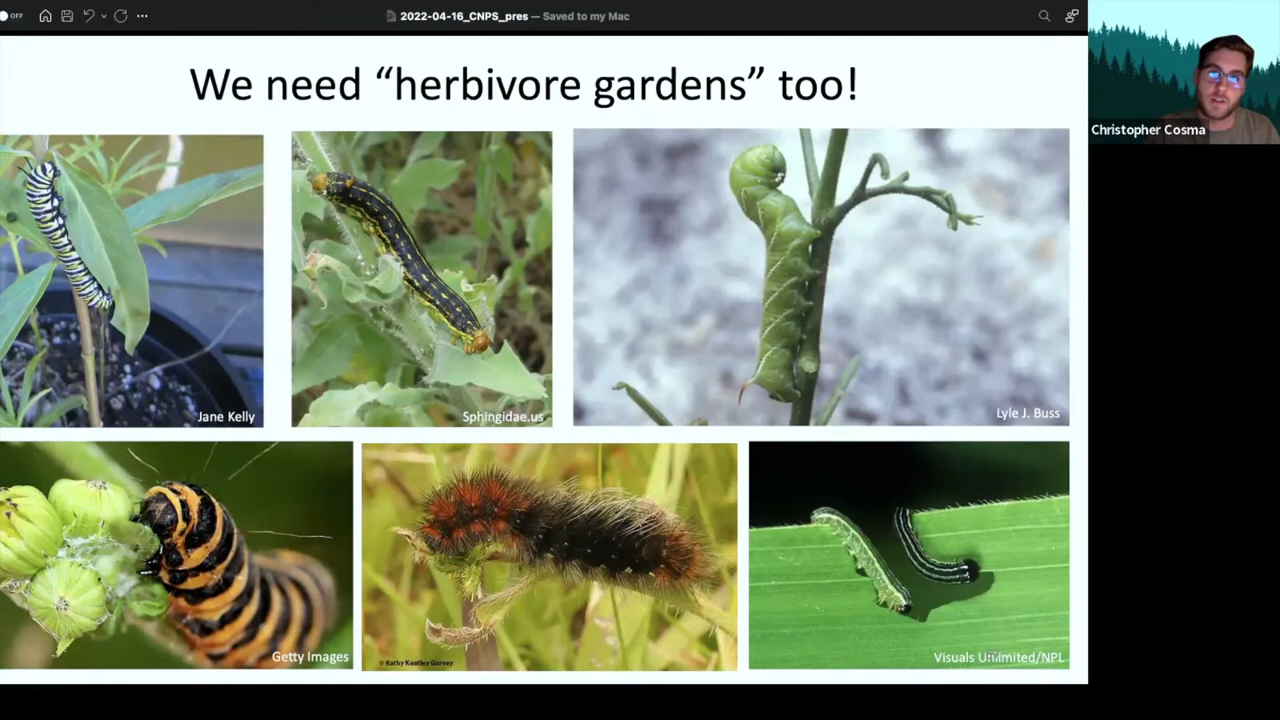 OFF
2022-04-16_CNPS_pres — Saved to my Mac
We need “herbivore gardens” too!
Christopher Cosma
Jane Kelly
Sphingidae.us
Lyle J. Buss
Getty Images
© Kathy Keatley Garvey
Visuals Unlimited/NPL